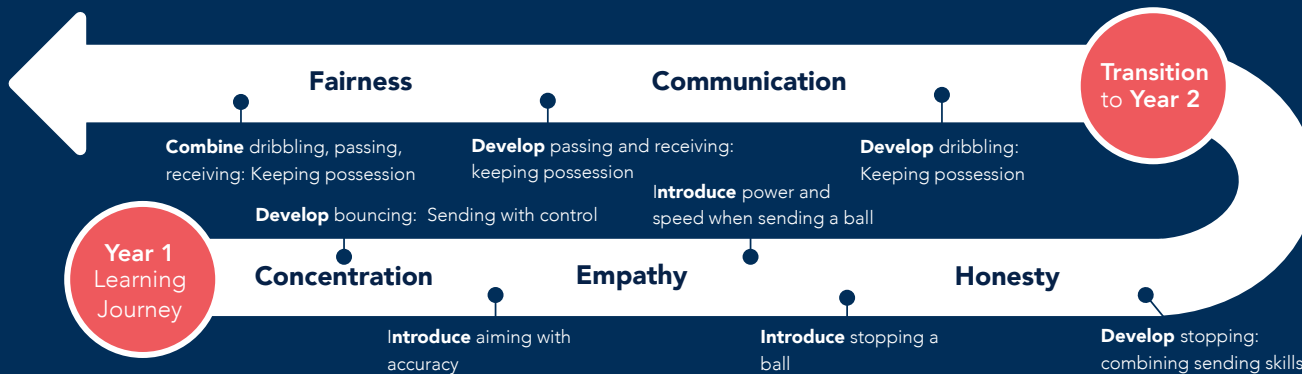 Fairness
Communication
Transition
to Year 2
Combine dribbling, passing,
receiving: Keeping possession
Develop passing and receiving:
keeping possession
Develop dribbling:
Keeping possession
Introduce power and
speed when sending a ball
Develop bouncing: Sending with control
Year 1
Learning
Journey
Concentration
Empathy
Honesty
Introduce aiming with
accuracy
Introduce stopping a
ball
Develop stopping:
combining sending skills